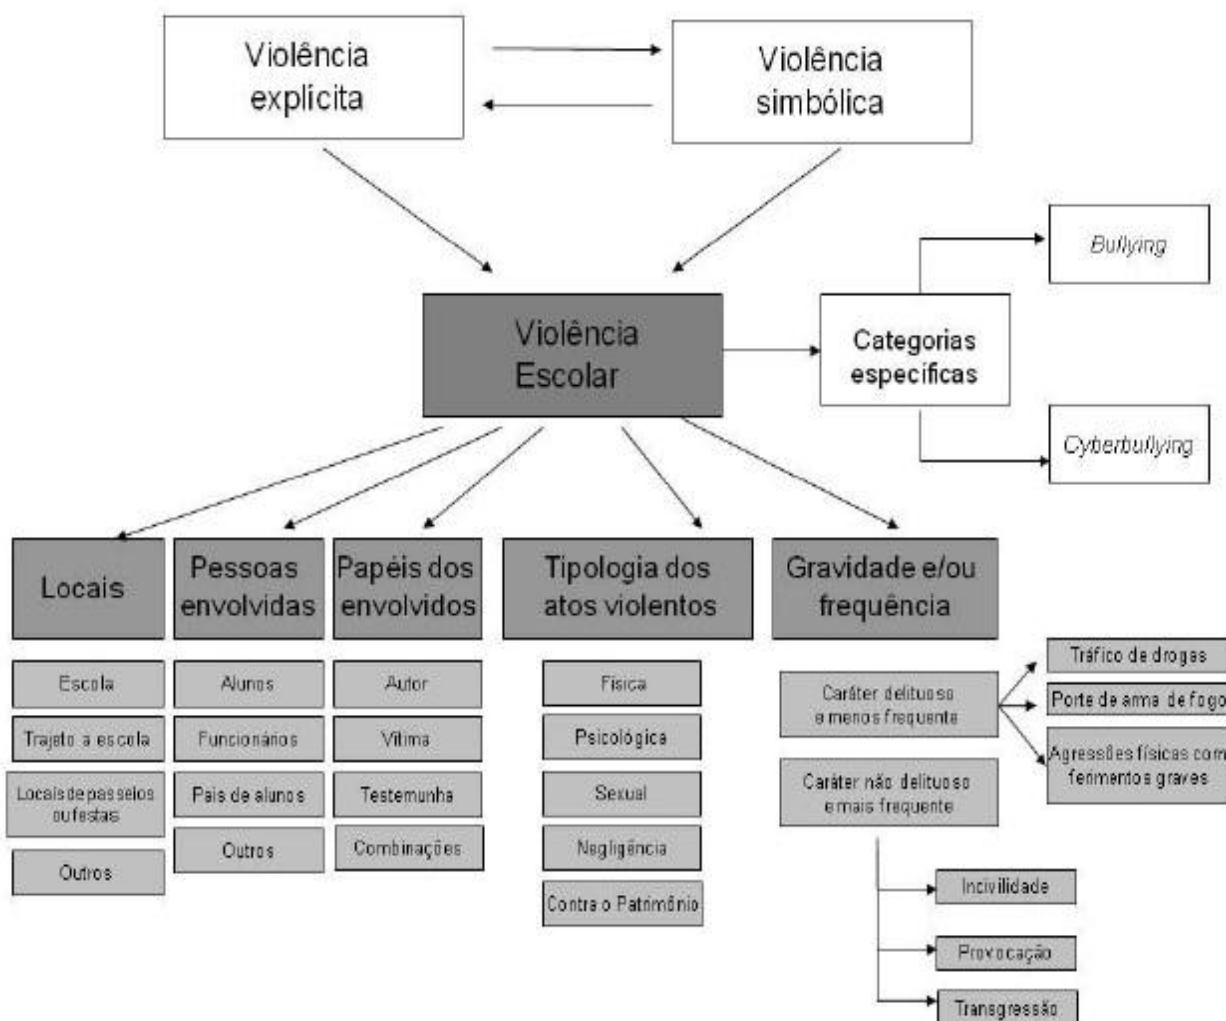 Violência
explícita
Violência
simbólica
Bullying
Violência
Escolar
Categorias
específicas
Cyberbullying
Locais
Pessoas
envolvidas
Papéis dos
envolvidos
Tipologia dos
atos violentos
Gravidade e/ou
frequência
Escola
Trajeto a escola
Locais de passeios
ou festas
Outros
Alunos
Funcionários
Pais de alunos
Outros
Autor
Vítima
Testemunha
Combinações
Física
Psicológica
Sexual
Negligência
Contra o Patrimônio
Caráter delituoso
e menos frequente
Tráfico de drogas
Porte de arma de fogo
Agressões físicas com
ferimentos graves
Caráter não delituoso
e mais frequente
Incivilidade
Provocação
Transgressão